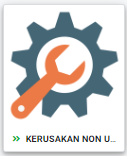 » KERUSAKAN NON U...